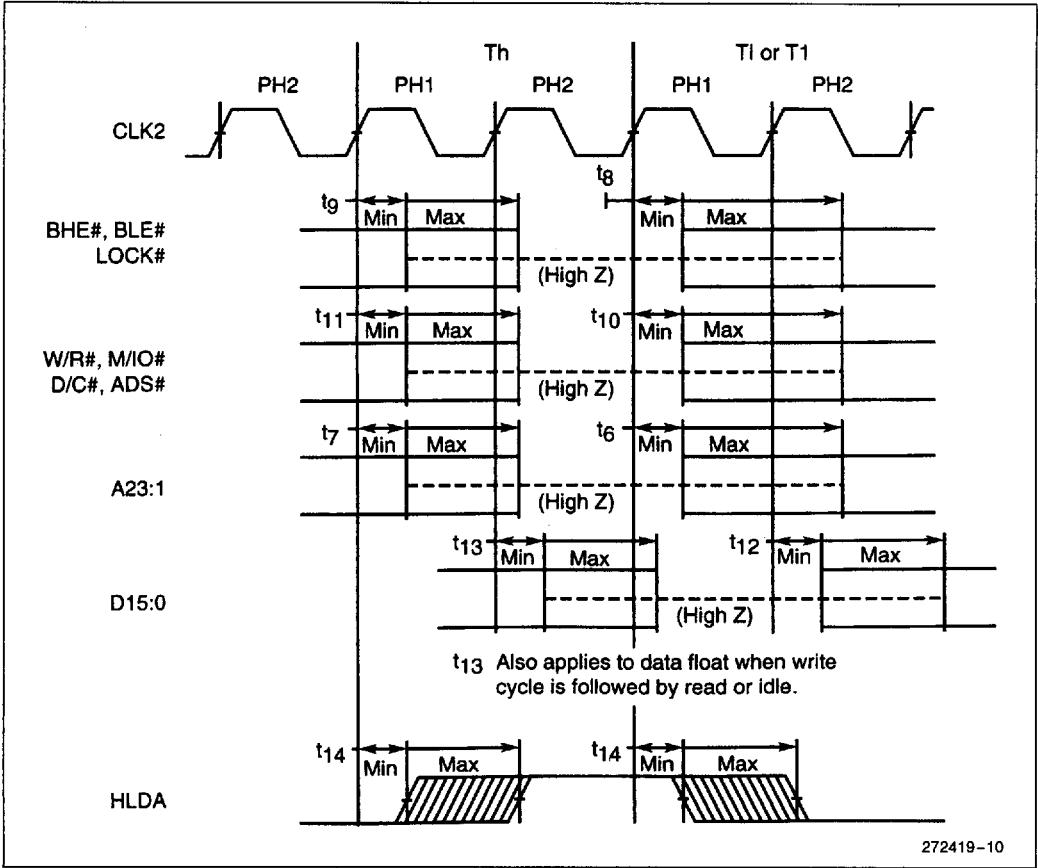 Th TI or T1
PH2 PH1 PH2 PH1 PH2
CLK2
t8
t9 Min Max Min Max
BHE#, BLE#
LOCK#
(High Z)
t11 Min Max t10 Min Max
W/R#, M/IO#
D/C#, ADS#
(High Z)
t7 Min Max t6 Min Max
A23:1
(High Z)
t13 Min Max t12 Min Max
D15:0
(High Z)
t13 Also applies to data float when write
cycle is followed by read or idle.
t14 Min Max t14 Min Max
HLDA
272419-10